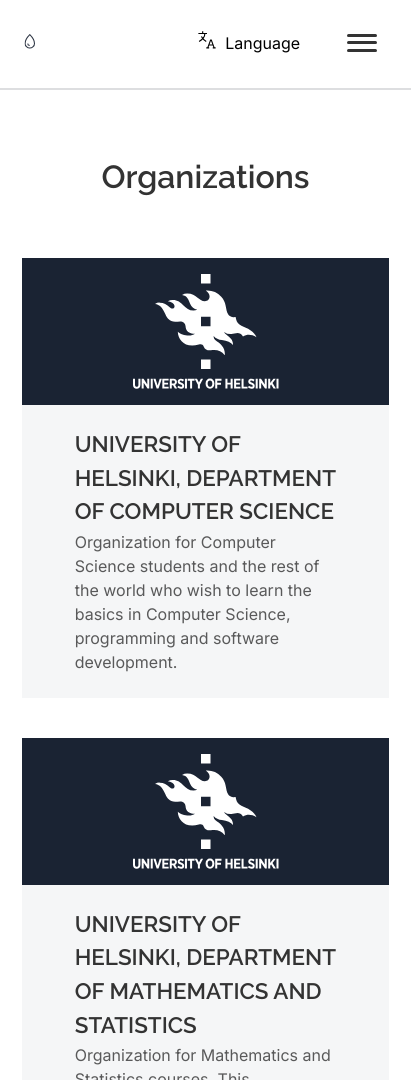 Language
Organizations
UNIVERSITY OF HELSINKI
UNIVERSITY OF
HELSINKI, DEPARTMENT
OF COMPUTER SCIENCE
Organization for Computer
Science students and the rest of
the world who wish to learn the
basics in Computer Science,
programming and software
development.
UNIVERSITY OF HELSINKI
UNIVERSITY OF
HELSINKI, DEPARTMENT
OF MATHEMATICS AND
STATISTICS
Organization for Mathematics and
Statistics courses. This